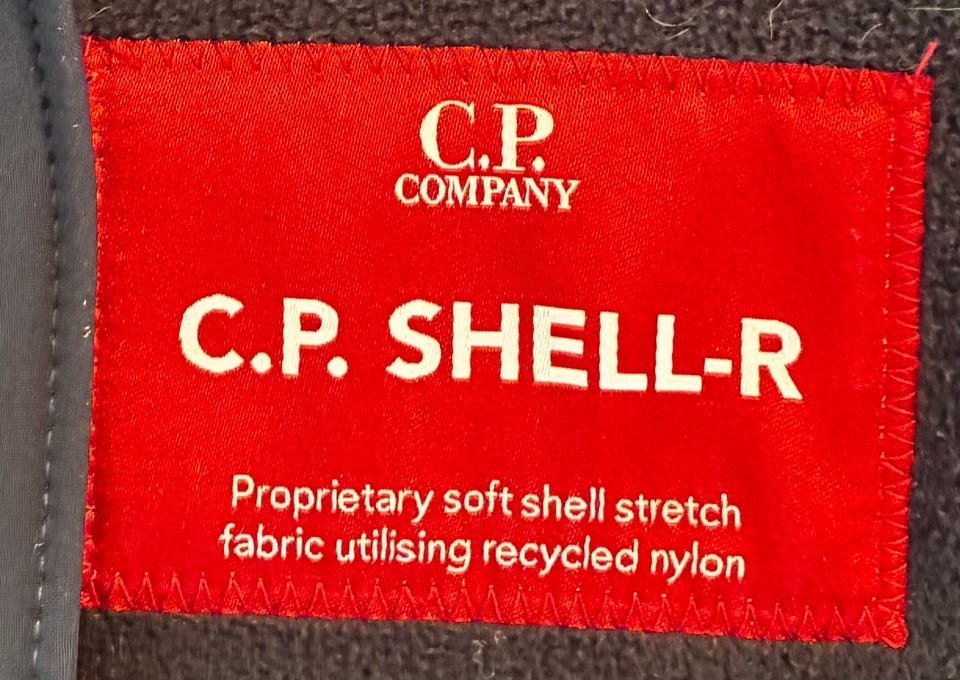 C.P.
COMPANY
C.P. SHELL-R
Proprietary soft shell stretch
fabric utilising recycled nylon